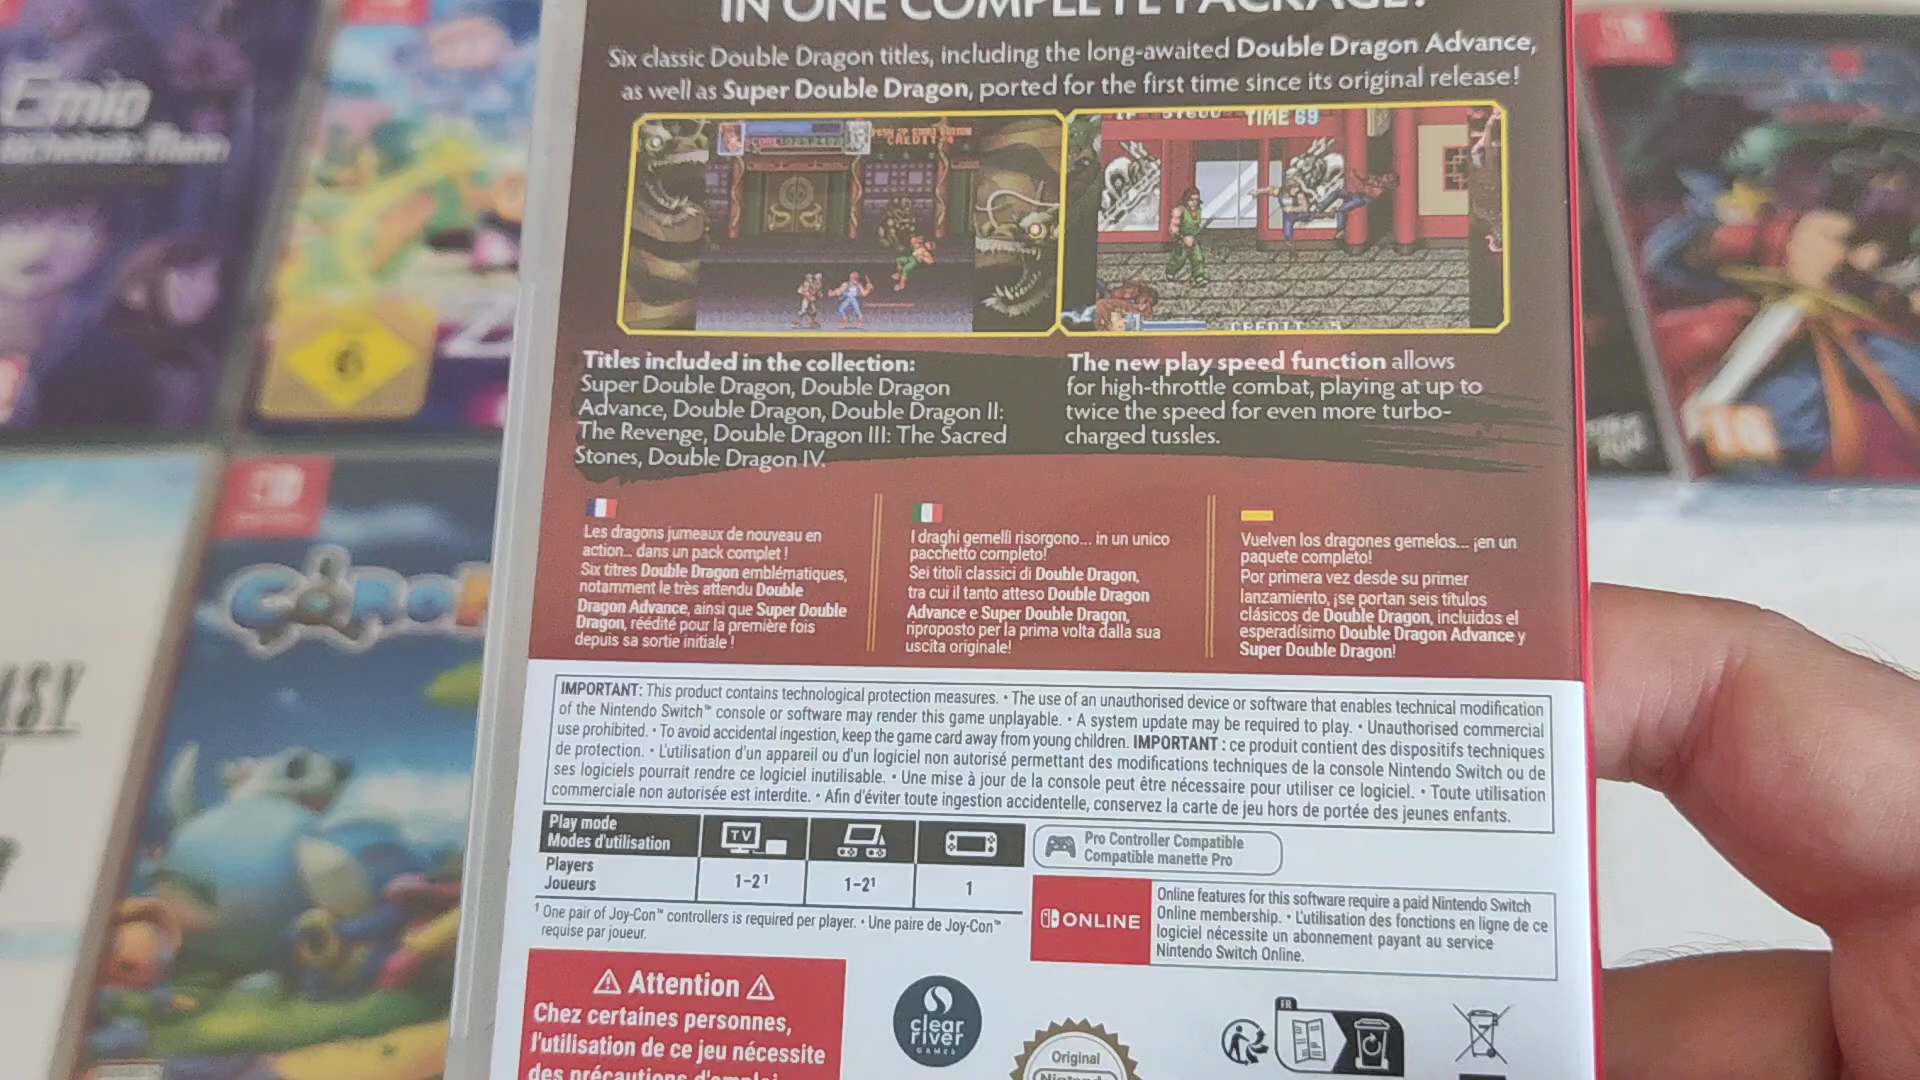 IN ONE COMPLETE PACKAGE!
Six classic Double Dragon titles, including the long-awaited Double Dragon Advance,
as well as Super Double Dragon, ported for the first time since its original release!
CREDIT
TIME 69
CREDIT
Titles included in the collection:
Super Double Dragon, Double Dragon
Advance, Double Dragon, Double Dragon II:
The Revenge, Double Dragon III: The Sacred
Stones, Double Dragon IV.
The new play speed function allows
for high-throttle combat, playing at up to
twice the speed for even more turbo-
charged tussles.
Les dragons jumeaux de nouveau en
action... dans un pack complet !
Six titres Double Dragon emblématiques,
notamment le très attendu Double
Dragon Advance, ainsi que Super Double
Dragon, réédité pour la première fois
depuis sa sortie initiale !
I draghi gemelli risorgono... in un unico
pacchetto completo!
Sei titoli classici di Double Dragon,
tra cui il tanto atteso Double Dragon
Advance e Super Double Dragon,
riproposto per la prima volta dalla sua
uscita originale!
Vuelven los dragones gemelos... ¡en un
paquete completo!
Por primera vez desde su primer
lanzamiento, ¡se portan seis títulos
clásicos de Double Dragon, incluidos el
esperadísimo Double Dragon Advance y
Super Double Dragon!
IMPORTANT: This product contains technological protection measures. • The use of an unauthorised device or software that enables technical modification
of the Nintendo Switch™ console or software may render this game unplayable. • A system update may be required to play. • Unauthorised commercial
use prohibited. • To avoid accidental ingestion, keep the game card away from young children. IMPORTANT : ce produit contient des dispositifs techniques
de protection. • L'utilisation d'un appareil ou d'un logiciel non autorisé permettant des modifications techniques de la console Nintendo Switch ou de
ses logiciels pourrait rendre ce logiciel inutilisable. • Une mise à jour de la console peut être nécessaire pour utiliser ce logiciel. • Toute utilisation
commerciale non autorisée est interdite. • Afin d'éviter toute ingestion accidentelle, conservez la carte de jeu hors de portée des jeunes enfants.
Play mode
Modes d'utilisation
TV
Players
Joueurs
1-2¹
1-2¹
1
Pro Controller Compatible
Compatible manette Pro
¹ One pair of Joy-Con™ controllers is required per player. • Une paire de Joy-Con™
requise par joueur.
ONLINE
Online features for this software require a paid Nintendo Switch
Online membership. • L'utilisation des fonctions en ligne de ce
logiciel nécessite un abonnement payant au service
Nintendo Switch Online.
Attention
Chez certaines personnes,
l'utilisation de ce jeu nécessite
des précautions d'emploi
clear
river
GAMES
Original
Nintendo
FR
Emio
6
16